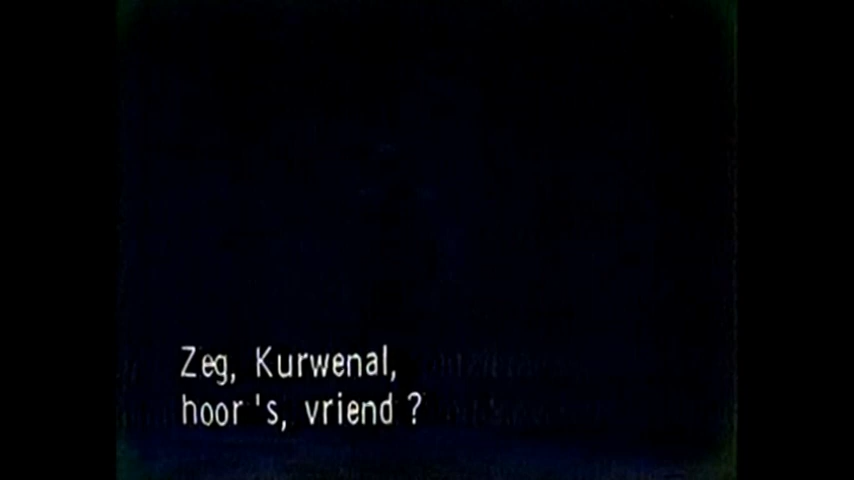 Zeg, Kurwenal,
hoor 's, vriend ?